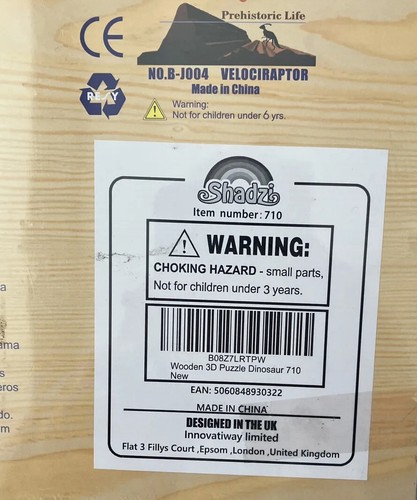 Prehistoric Life
CE
NO.B-J004 VELOCIRAPTOR
Made in China
Warning:
Not for children under 6 yrs.
Shadzi
Item number:710
WARNING:
CHOKING HAZARD - small parts,
Not for children under 3 years.
B08Z7LRTPW
Wooden 3D Puzzle Dinosaur 710
New
EAN: 5060848930322
MADE IN CHINA
DESIGNED IN THE UK
Innovatiway limited
Flat 3 Fillys Court ,Epsom ,London ,United Kingdom
a
ma
s
eros
do.
m